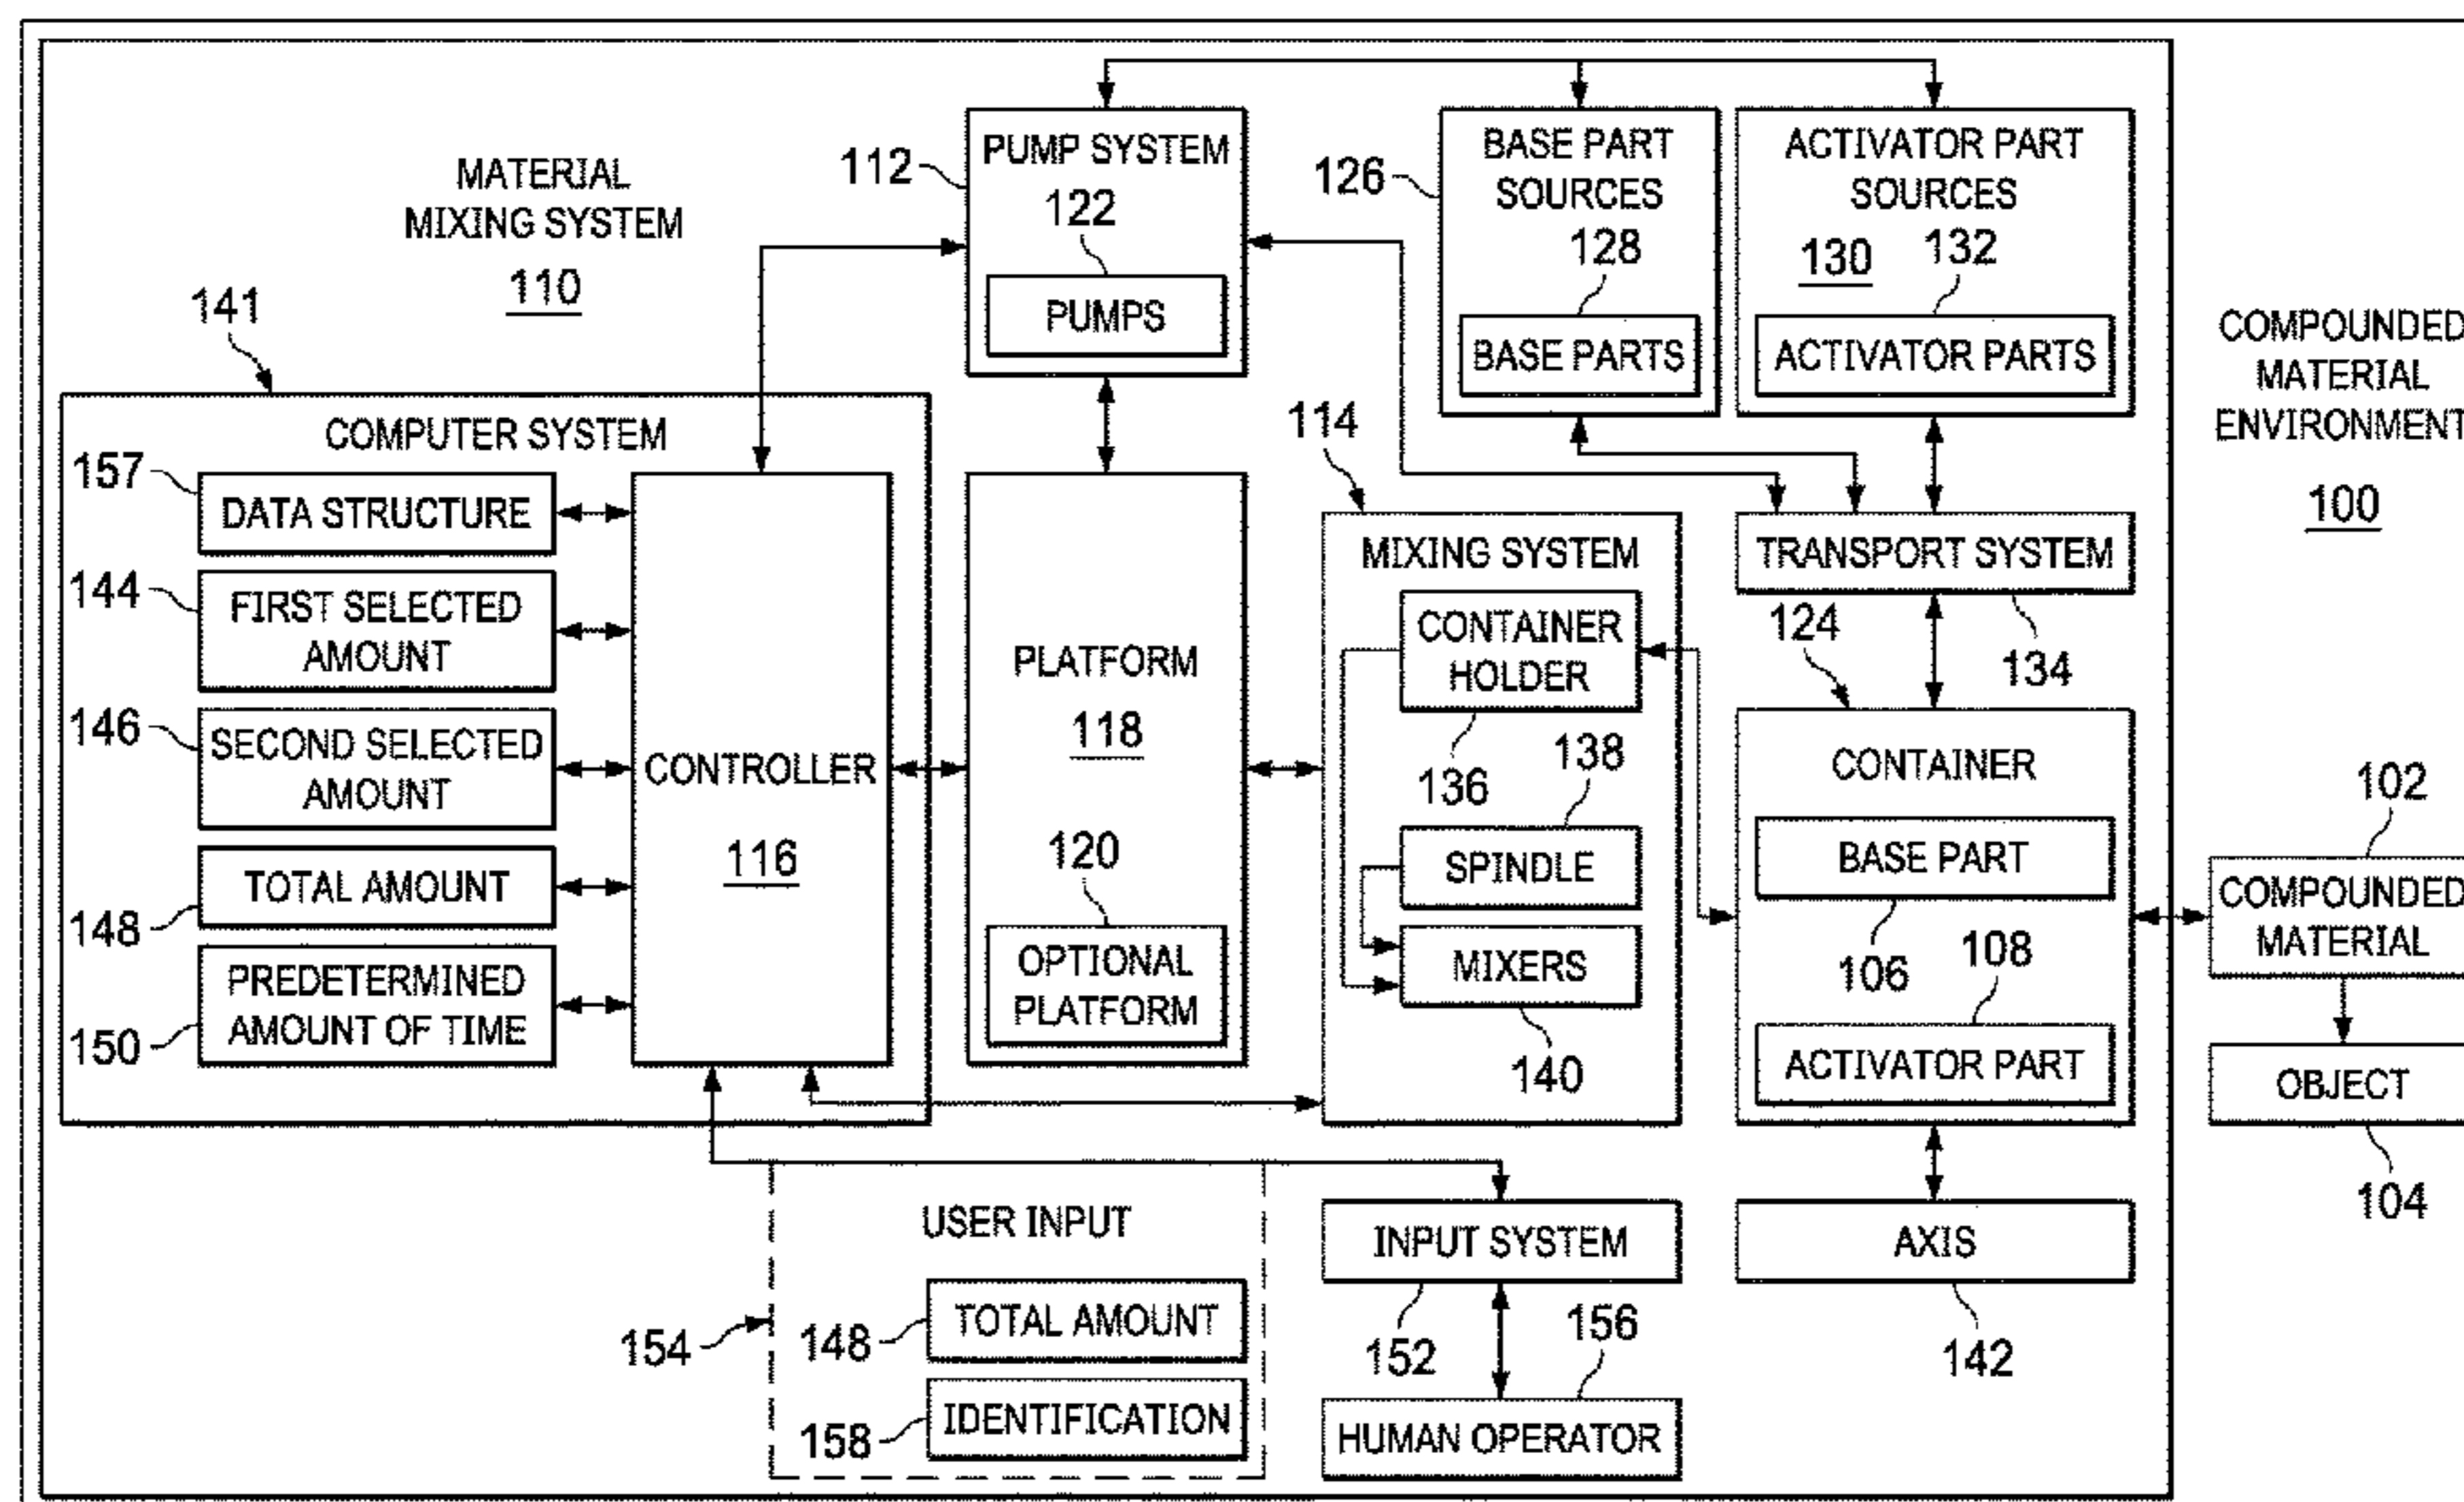 MATERIAL
MIXING SYSTEM
110
141
COMPUTER SYSTEM
157
DATA STRUCTURE
144
FIRST SELECTED
AMOUNT
146
SECOND SELECTED
AMOUNT
TOTAL AMOUNT
148
PREDETERMINED
AMOUNT OF TIME
150
CONTROLLER
116
112
PUMP SYSTEM
122
PUMPS
PLATFORM
118
120
OPTIONAL
PLATFORM
126
BASE PART
SOURCES
128
BASE PARTS
ACTIVATOR PART
SOURCES
130
132
ACTIVATOR PARTS
114
MIXING SYSTEM
CONTAINER
HOLDER
136
138
SPINDLE
MIXERS
140
TRANSPORT SYSTEM
134
124
CONTAINER
BASE PART
106
108
ACTIVATOR PART
AXIS
142
USER INPUT
154
TOTAL AMOUNT
148
IDENTIFICATION
158
INPUT SYSTEM
152
156
HUMAN OPERATOR
COMPOUNDED
MATERIAL
ENVIRONMENT
100
102
COMPOUNDED
MATERIAL
OBJECT
104